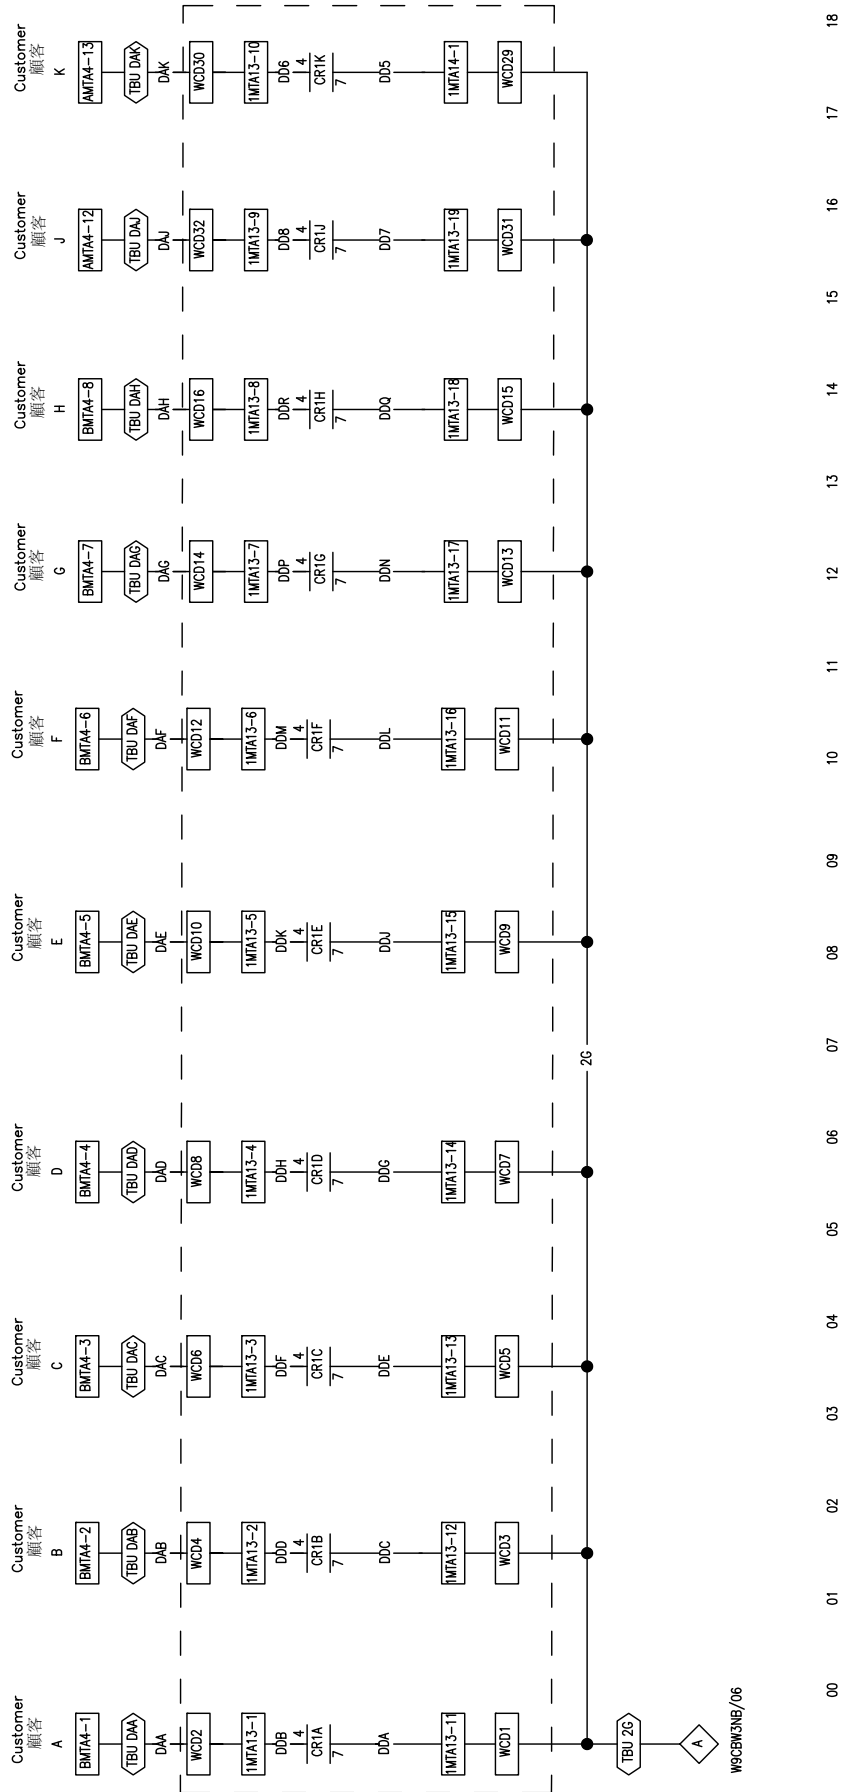 Customer
顧客
A
BMTA4-1
TBU DAA
DAA
WCD2
1MTA13-1
DDB
4
CR1A
7
DDA
1MTA13-11
WCD1
TBU 2G
A
W9CBW3NB/06
Customer
顧客
B
BMTA4-2
TBU DAB
DAB
WCD4
1MTA13-2
DDD
4
CR1B
7
DDC
1MTA13-12
WCD3
Customer
顧客
C
BMTA4-3
TBU DAC
DAC
WCD6
1MTA13-3
DDF
4
CR1C
7
DDE
1MTA13-13
WCD5
Customer
顧客
D
BMTA4-4
TBU DAD
DAD
WCD8
1MTA13-4
DDH
4
CR1D
7
DDG
1MTA13-14
WCD7
2G
Customer
顧客
E
BMTA4-5
TBU DAE
DAE
WCD10
1MTA13-5
DDK
4
CR1E
7
DDJ
1MTA13-15
WCD9
Customer
顧客
F
BMTA4-6
TBU DAF
DAF
WCD12
1MTA13-6
DDM
4
CR1F
7
DDL
1MTA13-16
WCD11
Customer
顧客
G
BMTA4-7
TBU DAG
DAG
WCD14
1MTA13-7
DDP
4
CR1G
7
DDN
1MTA13-17
WCD13
Customer
顧客
H
BMTA4-8
TBU DAH
DAH
WCD16
1MTA13-8
DDR
4
CR1H
7
DDQ
1MTA13-18
WCD15
Customer
顧客
J
AMTA4-12
TBU DAJ
DAJ
WCD32
1MTA13-9
DD8
4
CR1J
7
DD7
1MTA13-19
WCD31
Customer
顧客
K
AMTA4-13
TBU DAK
DAK
WCD30
1MTA13-10
DD6
4
CR1K
7
DD5
1MTA14-1
WCD29
00
01
02
03
04
05
06
07
08
09
10
11
12
13
14
15
16
17
18